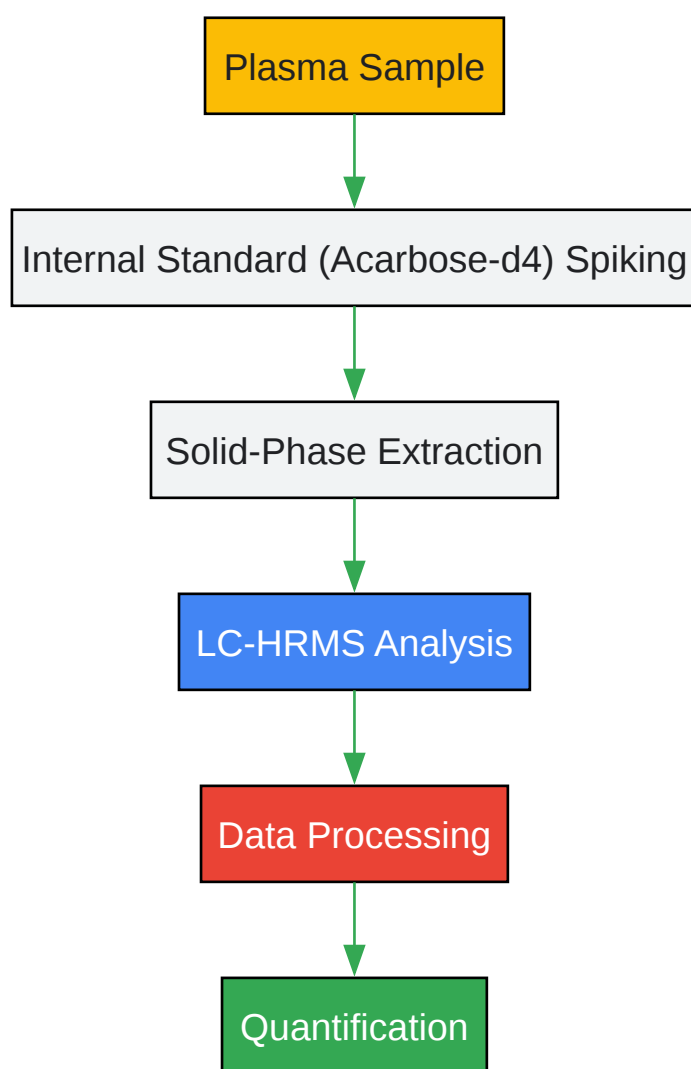 Plasma Sample
Internal Standard (Acarbose-d4) Spiking
Solid-Phase Extraction
LC-HRMS Analysis
Data Processing
Quantification